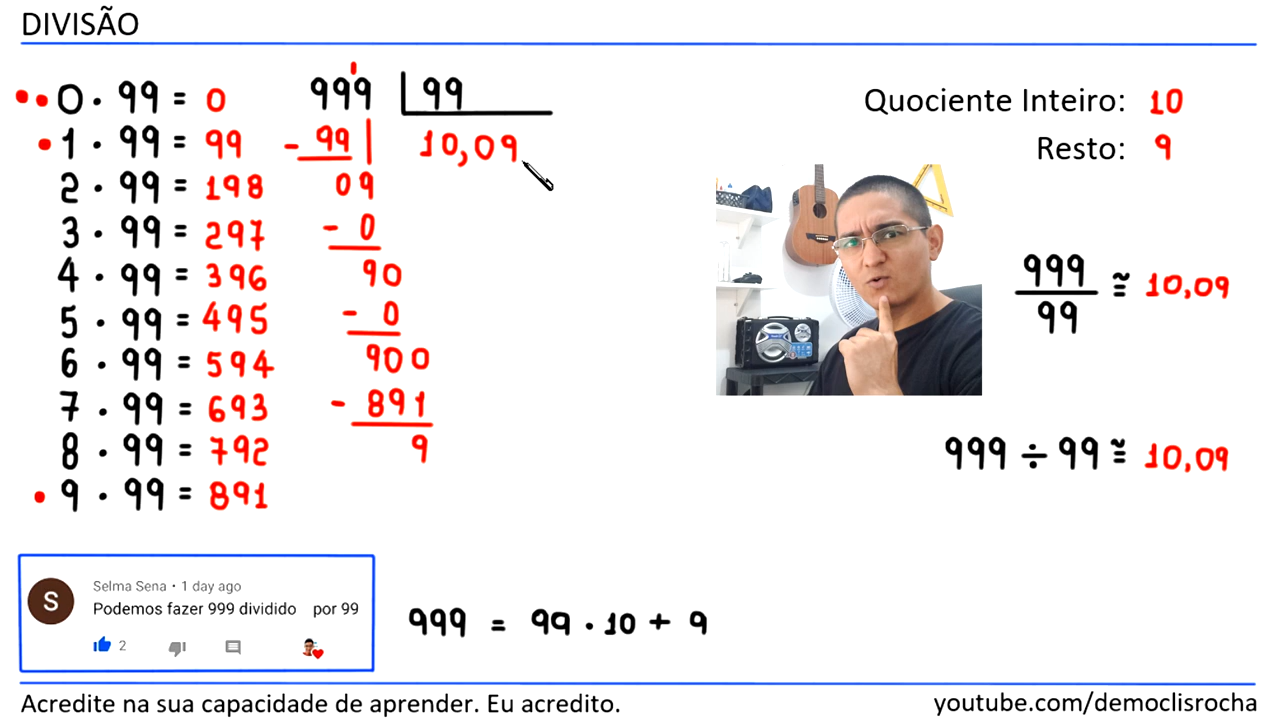 DIVISÃO
0 · 99 = 0
1 · 99 = 99
2 · 99 = 198
3 · 99 = 297
4 · 99 = 396
5 · 99 = 495
6 · 99 = 594
7 · 99 = 693
8 · 99 = 792
9 · 99 = 891
999 99
- 99 10,09
09
- 0
90
- 0
900
- 891
9
Quociente Inteiro: 10
Resto: 9
999
99
≅ 10,09
999 ÷ 99 ≅ 10,09
S
Selma Sena • 1 day ago
Podemos fazer 999 dividido por 99
2
999 = 99 · 10 + 9
Acredite na sua capacidade de aprender. Eu acredito.
youtube.com/democlisrocha